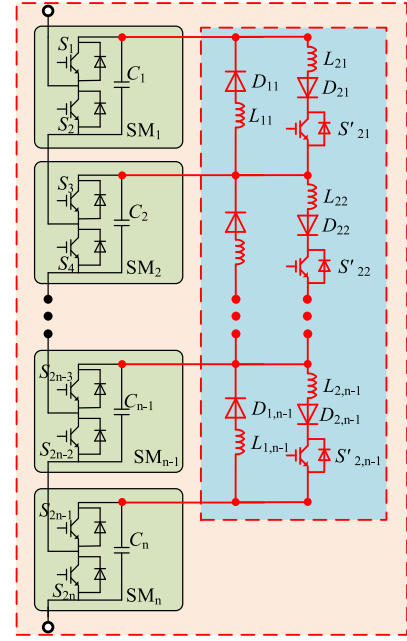 S1
C1
S2
SM1
D11
L11
L21
D21
S'21
S3
C2
S4
SM2
L22
D22
S'22
S2n-3
Cn-1
S2n-2
SMn-1
D1,n-1
L1,n-1
L2,n-1
D2,n-1
S'2,n-1
S2n-1
Cn
S2n
SMn